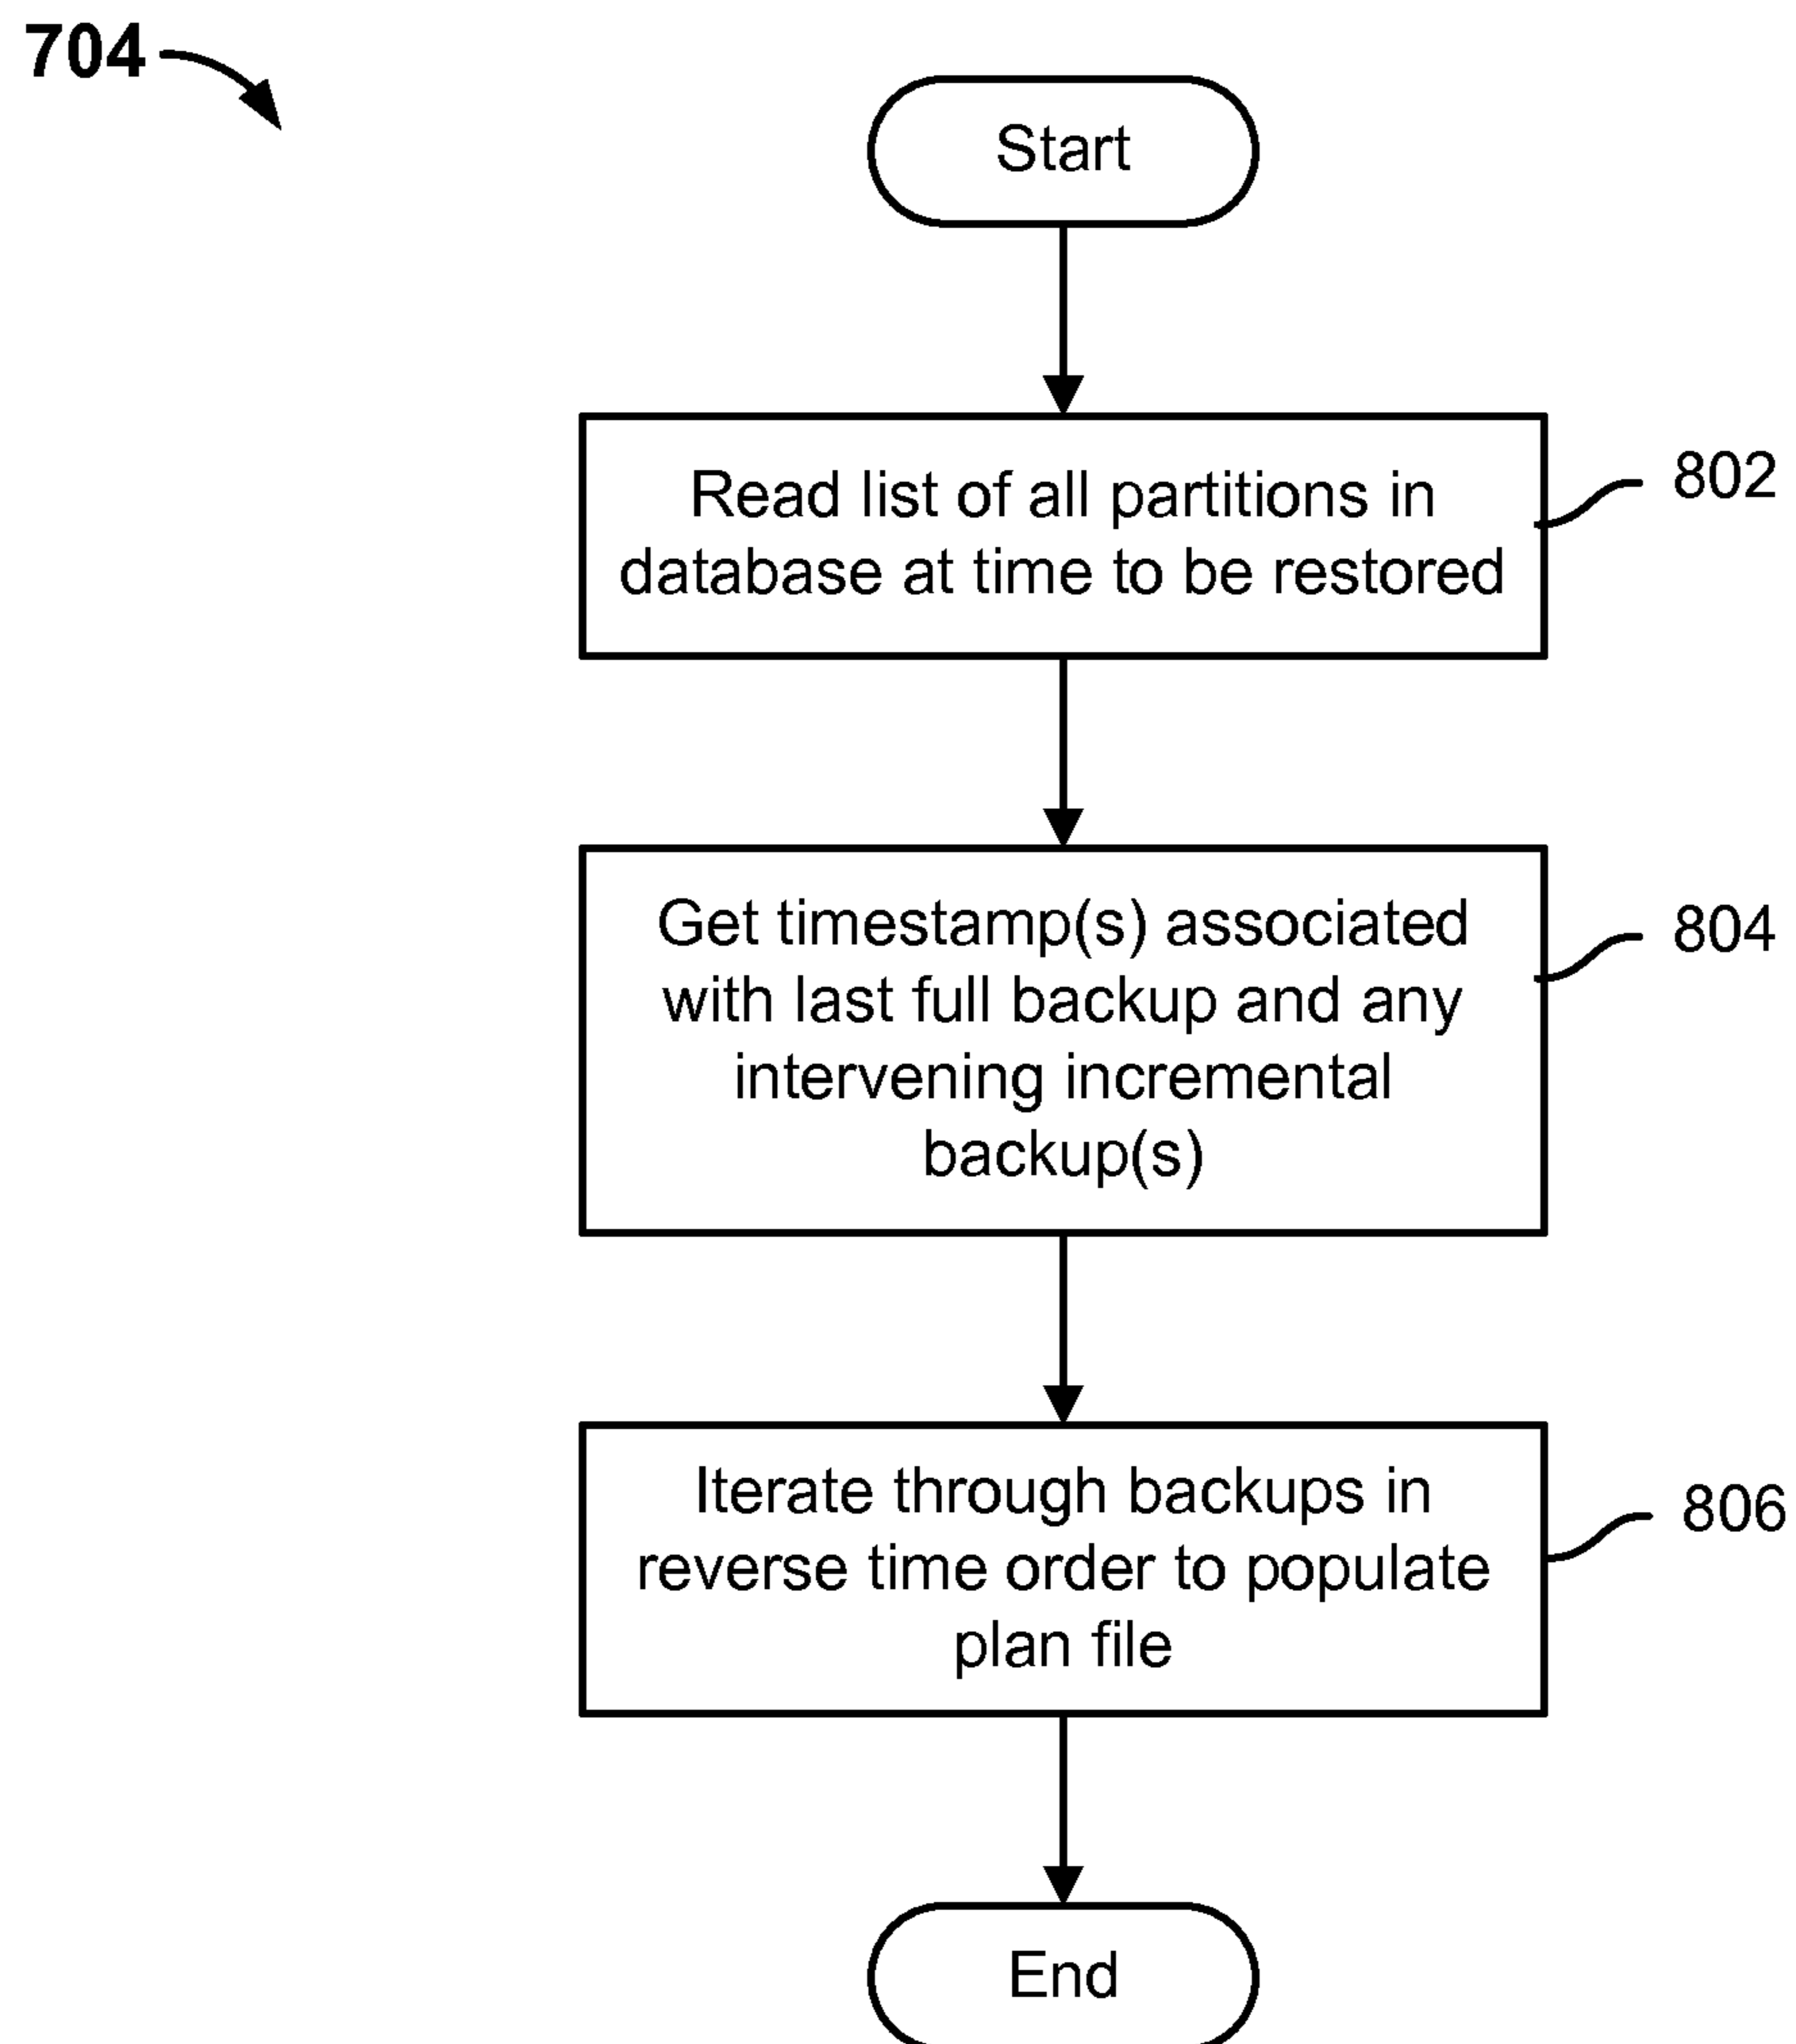 704
Start
Read list of all partitions in
database at time to be restored
802
Get timestamp(s) associated
with last full backup and any
intervening incremental
backup(s)
804
Iterate through backups in
reverse time order to populate
plan file
806
End